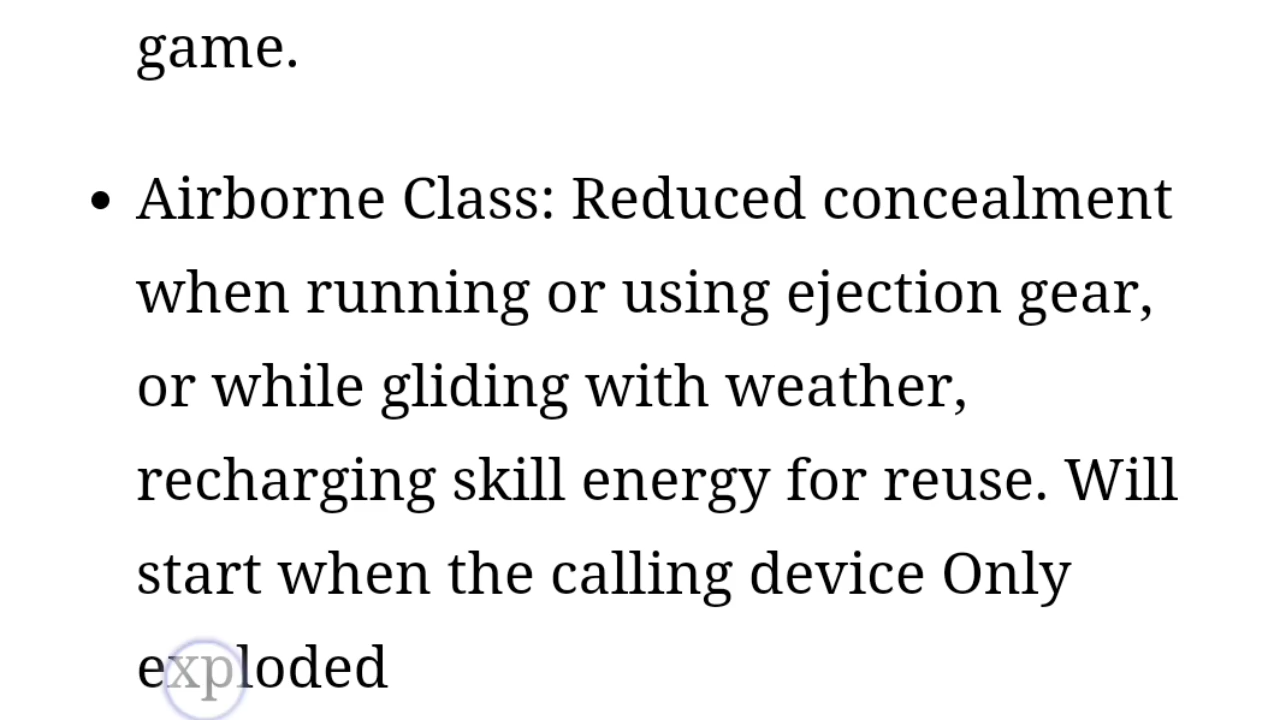 game.
• Airborne Class: Reduced concealment
when running or using ejection gear,
or while gliding with weather,
recharging skill energy for reuse. Will
start when the calling device Only
exploded